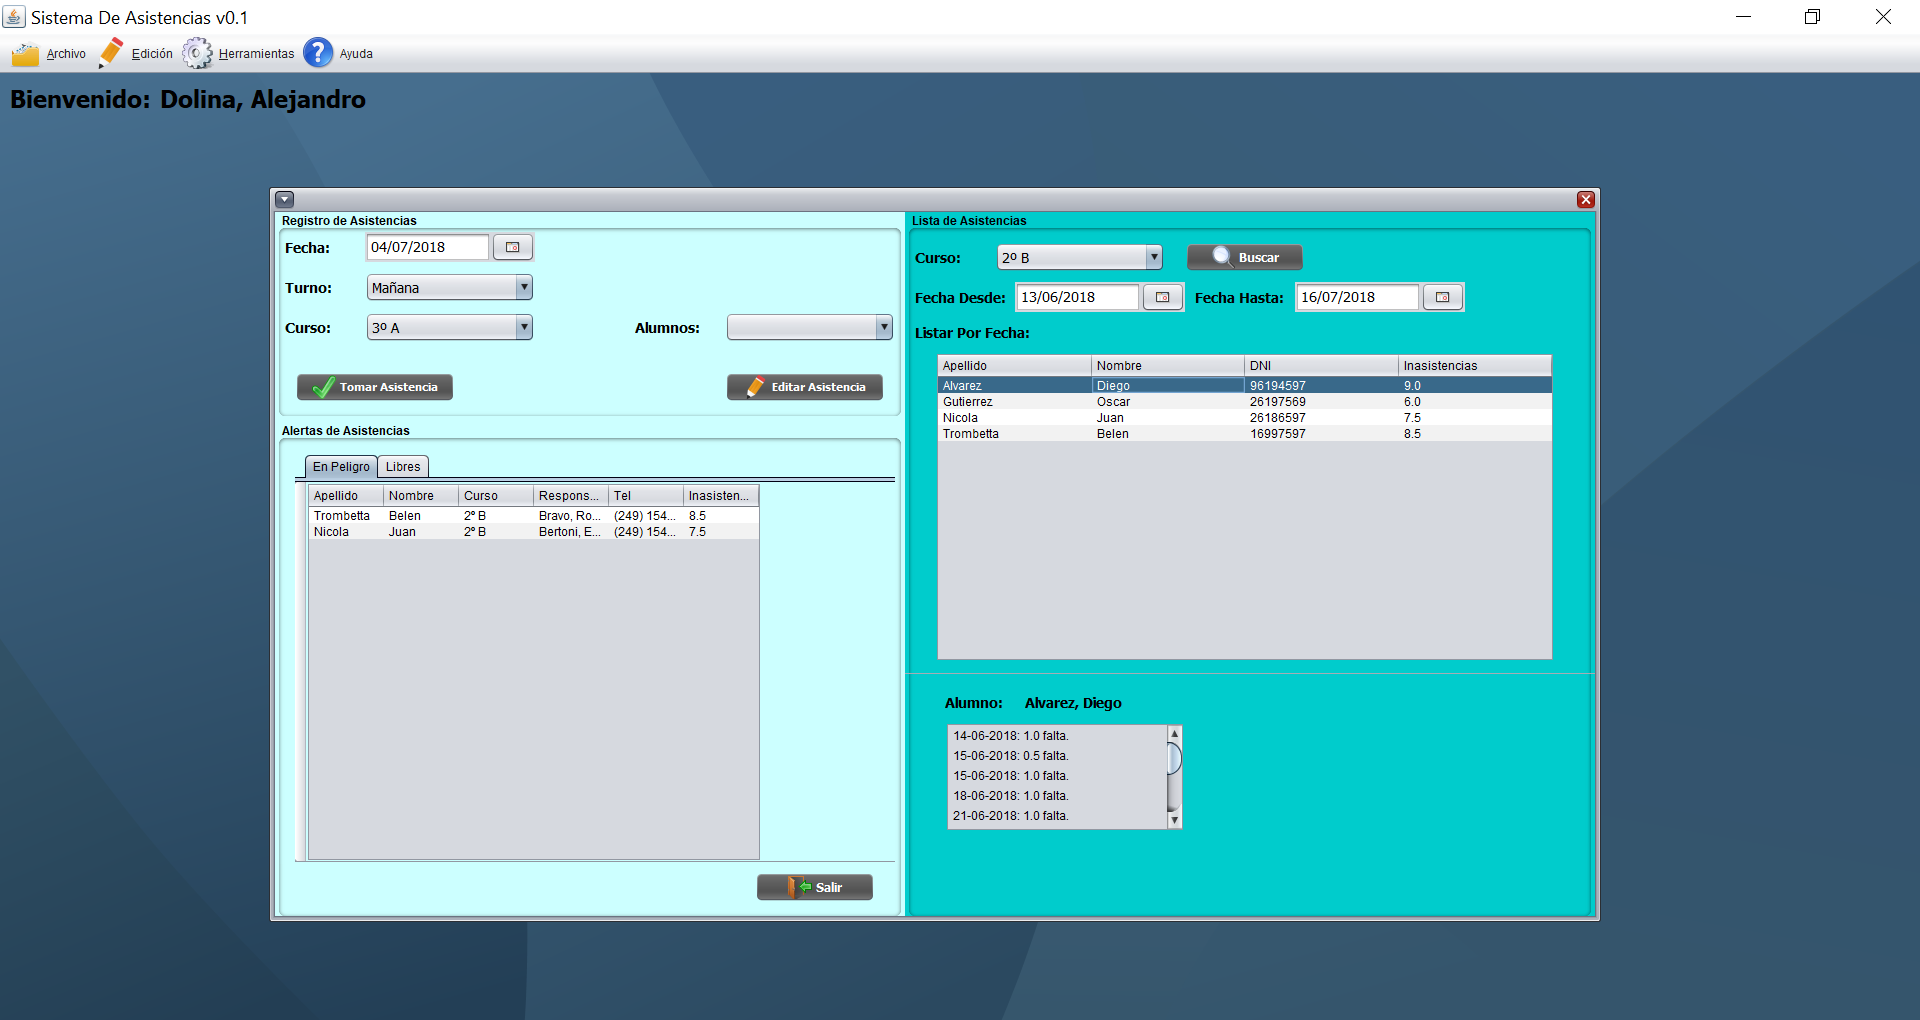 Sistema De Asistencias v0.1
Archivo Edición Herramientas Ayuda
Bienvenido: Dolina, Alejandro
Registro de Asistencias
Fecha: 04/07/2018
Turno: Mañana
Curso: 3º A Alumnos:
Tomar Asistencia Editar Asistencia
Alertas de Asistencias
En Peligro Libres
Apellido Nombre Curso Respons... Tel Inasisten...
Trombetta Belen 2º B Bravo, Ro... (249) 154... 8.5
Nicola Juan 2º B Bertoni, E... (249) 154... 7.5
Salir
Lista de Asistencias
Curso: 2º B Buscar
Fecha Desde: 13/06/2018 Fecha Hasta: 16/07/2018
Listar Por Fecha:
Apellido Nombre DNI Inasistencias
Alvarez Diego 96194597 9.0
Gutierrez Oscar 26197569 6.0
Nicola Juan 26186597 7.5
Trombetta Belen 16997597 8.5
Alumno: Alvarez, Diego
14-06-2018: 1.0 falta.
15-06-2018: 0.5 falta.
15-06-2018: 1.0 falta.
18-06-2018: 1.0 falta.
21-06-2018: 1.0 falta.